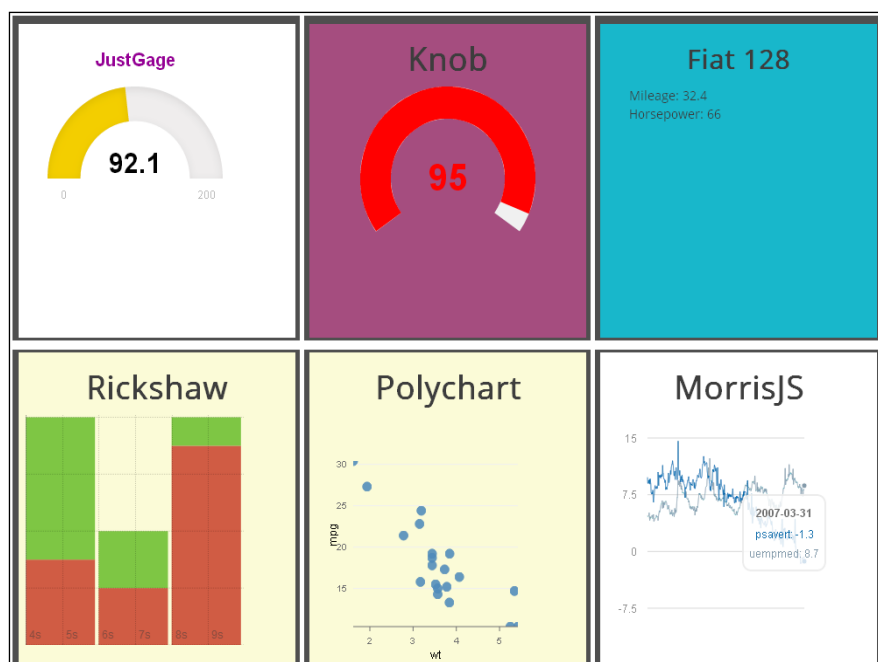 JustGage
92.1
0
200
Knob
95
Fiat 128
Mileage: 32.4
Horsepower: 66
Rickshaw
4s 5s 6s 7s 8s 9s
Polychart
30
25
20
15
mpg
2 3 4 5
wt
MorrisJS
15
7.5
0
-7.5
2007-03-31
psavert: -1.3
uempmed: 8.7